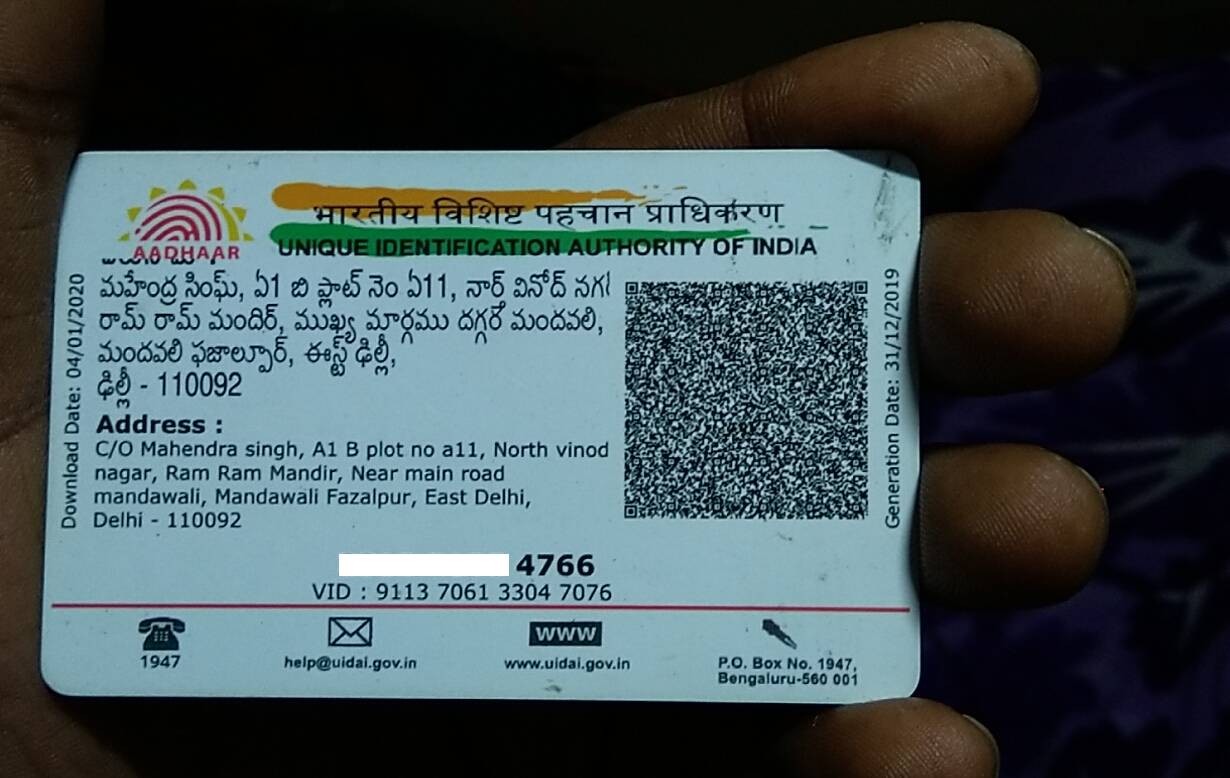 भारतीय विशिष्ट पहचान प्राधिकरण
AADHAAR
UNIQUE IDENTIFICATION AUTHORITY OF INDIA
మహేంద్ర సింఘ్, ఏ1 బి ప్లాట్ నెం ఏ11, నార్త్ వినోద్ నగ
రామ్ రామ్ మందిర్, ముఖ్య మార్గము దగ్గర మందవలి,
మందవలి ఫజాల్పూర్, ఈస్ట్ ఢిల్లీ,
ఢిల్లీ - 110092
Address :
C/O Mahendra singh, A1 B plot no a11, North vinod
nagar, Ram Ram Mandir, Near main road
mandawali, Mandawali Fazalpur, East Delhi,
Delhi - 110092
Download Date: 04/01/2020
Generation Date: 31/12/2019
4766
VID : 9113 7061 3304 7076
1947
help@uidai.gov.in
WWW
www.uidai.gov.in
P.O. Box No. 1947,
Bengaluru-560 001